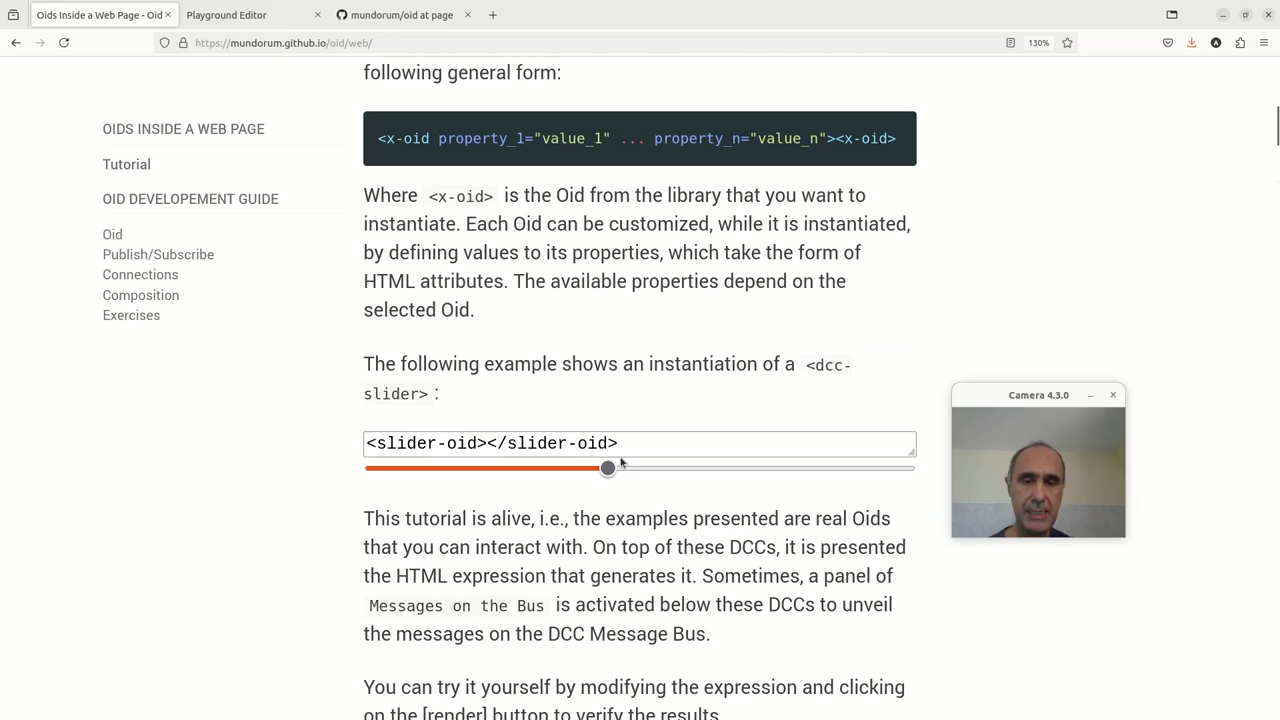 Oids Inside a Web Page - Oid
Playground Editor
mundorum/oid at page
https://mundorum.github.io/oid/web/
130%
following general form:
<x-oid property_1="value_1" ... property_n="value_n"><x-oid>
OIDS INSIDE A WEB PAGE
Tutorial
OID DEVELOPEMENT GUIDE
Oid
Publish/Subscribe
Connections
Composition
Exercises
Where <x-oid> is the Oid from the library that you want to
instantiate. Each Oid can be customized, while it is instantiated,
by defining values to its properties, which take the form of
HTML attributes. The available properties depend on the
selected Oid.
The following example shows an instantiation of a <dcc-
slider> :
<slider-oid></slider-oid>
Camera 4.3.0
This tutorial is alive, i.e., the examples presented are real Oids
that you can interact with. On top of these DCCs, it is presented
the HTML expression that generates it. Sometimes, a panel of
Messages on the Bus is activated below these DCCs to unveil
the messages on the DCC Message Bus.
You can try it yourself by modifying the expression and clicking
on the [render] button to verify the results.